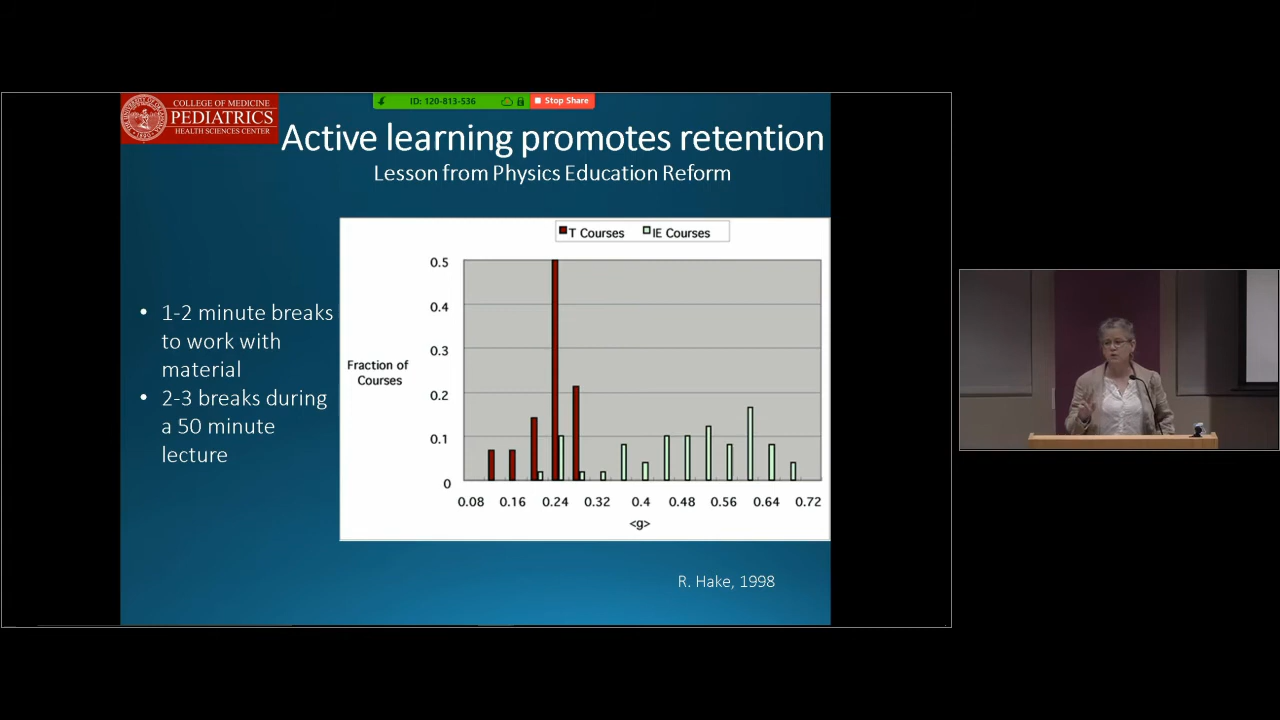 COLLEGE OF MEDICINE
PEDIATRICS
HEALTH SCIENCES CENTER
ID: 120-813-536
Stop Share
Active learning promotes retention
Lesson from Physics Education Reform
T Courses IE Courses
• 1-2 minute breaks
to work with
material
• 2-3 breaks during
a 50 minute
lecture
Fraction of
Courses
0.5
0.4
0.3
0.2
0.1
0
0.08 0.16 0.24 0.32 0.4 0.48 0.56 0.64 0.72
<g>
R. Hake, 1998